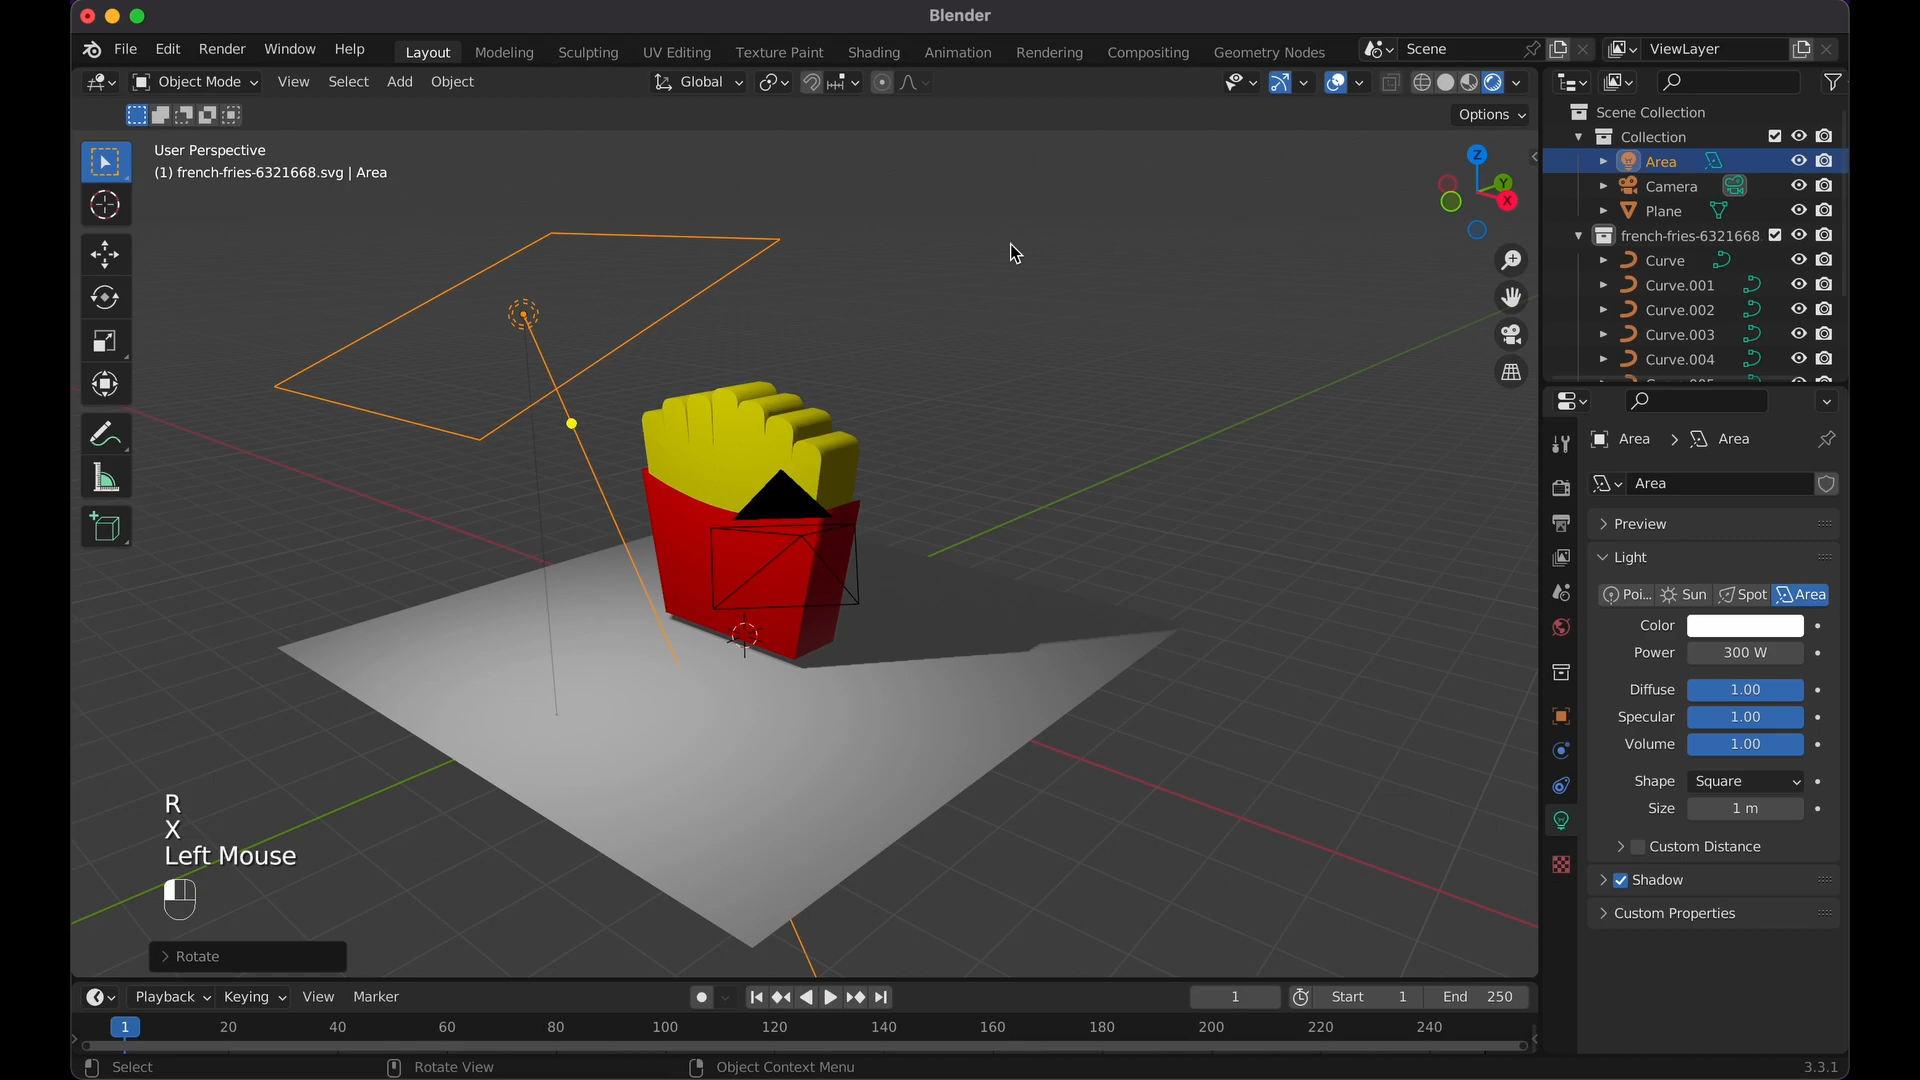 Blender
File Edit Render Window Help Layout Modeling Sculpting UV Editing Texture Paint Shading Animation Rendering Compositing Geometry Nodes Scene ViewLayer
Object Mode View Select Add Object Global
Options
User Perspective
(1) french-fries-6321668.svg | Area
Z
Y
X
R
X
Left Mouse
Rotate
Scene Collection
Collection
Area
Camera
Plane
french-fries-6321668.
Curve
Curve.001
Curve.002
Curve.003
Curve.004
Area Area
Area
Preview
Light
Poi... Sun Spot Area
Color
Power 300 W
Diffuse 1.00
Specular 1.00
Volume 1.00
Shape Square
Size 1 m
Custom Distance
Shadow
Custom Properties
Playback Keying View Marker 1 Start 1 End 250
1 20 40 60 80 100 120 140 160 180 200 220 240
Select Rotate View Object Context Menu 3.3.1